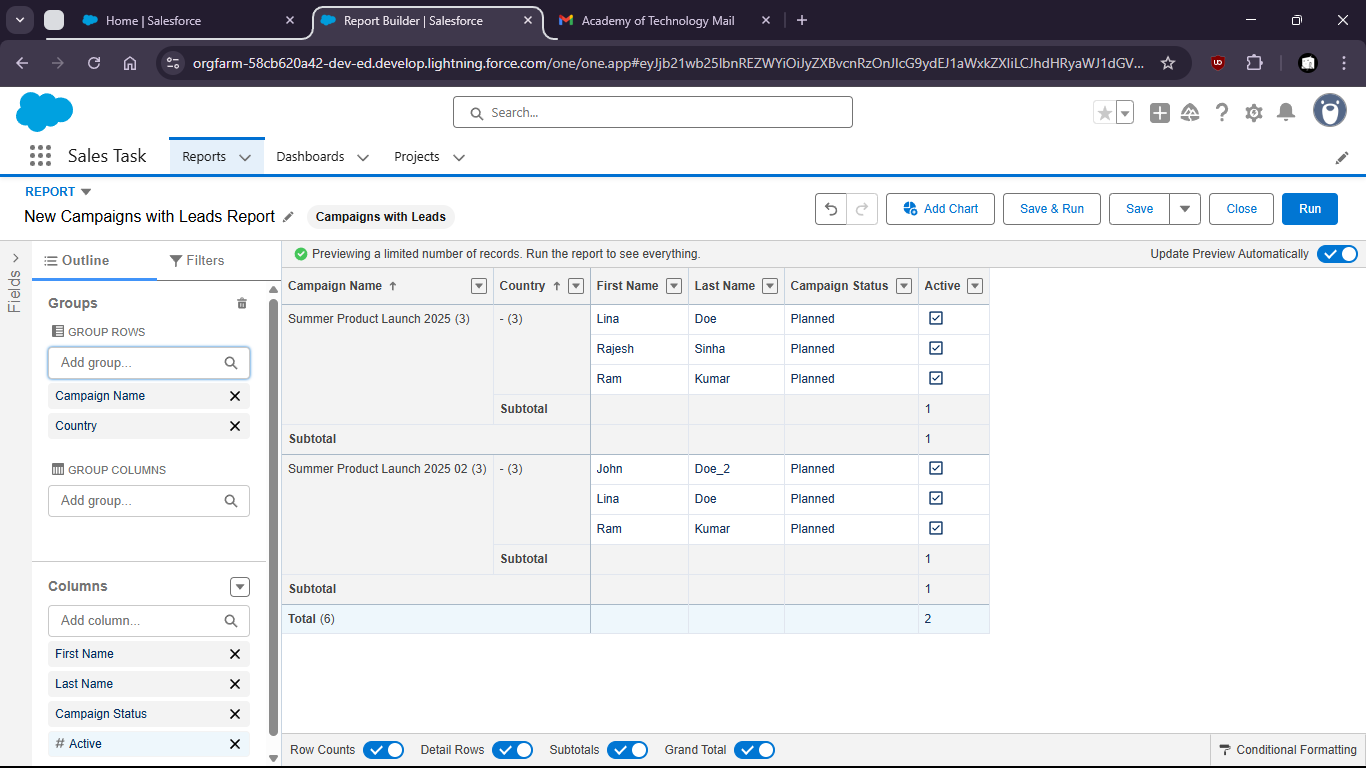 Home | Salesforce
Report Builder | Salesforce
Academy of Technology Mail
orgfarm-58cb620a42-dev-ed.develop.lightning.force.com/one/one.app#eyJjb21wb25lbnREZWYiOiJyZXBvcnRzOnJlcG9ydEJ1aWxkZXIiLCJhdHRyaWJ1dGV...
Search...
Sales Task
Reports
Dashboards
Projects
REPORT
New Campaigns with Leads Report
Campaigns with Leads
Add Chart
Save & Run
Save
Close
Run
Fields
Outline
Filters
Previewing a limited number of records. Run the report to see everything.
Update Preview Automatically
Groups
GROUP ROWS
Add group...
Campaign Name
Country
GROUP COLUMNS
Add group...
Columns
Add column...
First Name
Last Name
Campaign Status
# Active
Campaign Name ↑ Country ↑ First Name Last Name Campaign Status Active
Summer Product Launch 2025 (3) - (3) Lina Doe Planned
Rajesh Sinha Planned
Ram Kumar Planned
Subtotal 1
Subtotal 1
Summer Product Launch 2025 02 (3) - (3) John Doe_2 Planned
Lina Doe Planned
Ram Kumar Planned
Subtotal 1
Subtotal 1
Total (6) 2
Row Counts
Detail Rows
Subtotals
Grand Total
Conditional Formatting